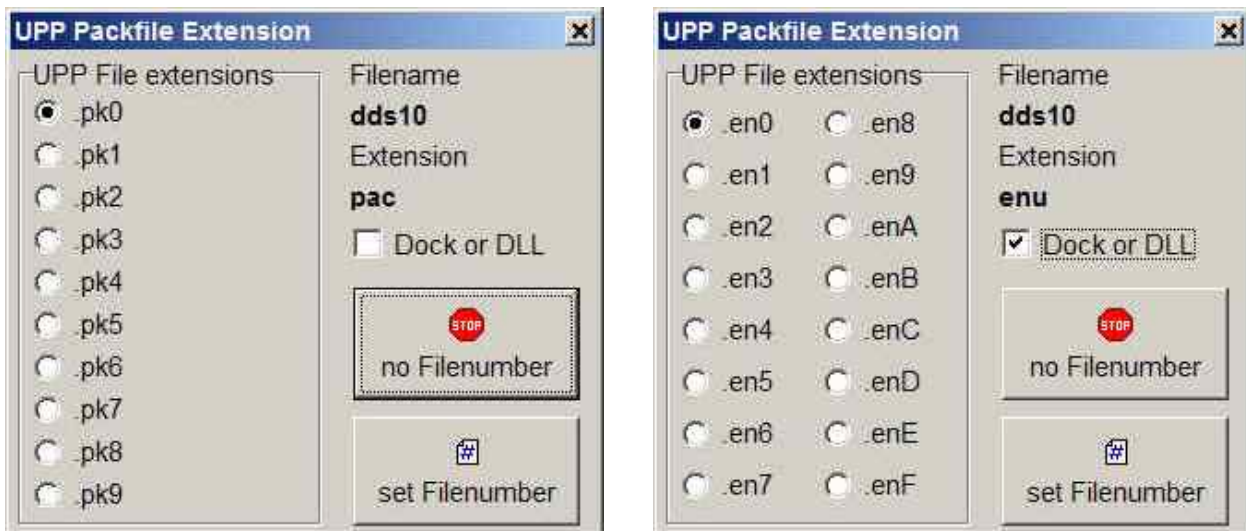 UPP Packfile Extension
UPP File extensions
.pk0
.pk1
.pk2
.pk3
.pk4
.pk5
.pk6
.pk7
.pk8
.pk9
Filename
dds10
Extension
pac
Dock or DLL
STOP
no Filenumber
#
set Filenumber
UPP Packfile Extension
UPP File extensions
.en0 .en8
.en1 .en9
.en2 .enA
.en3 .enB
.en4 .enC
.en5 .enD
.en6 .enE
.en7 .enF
Filename
dds10
Extension
enu
Dock or DLL
STOP
no Filenumber
#
set Filenumber